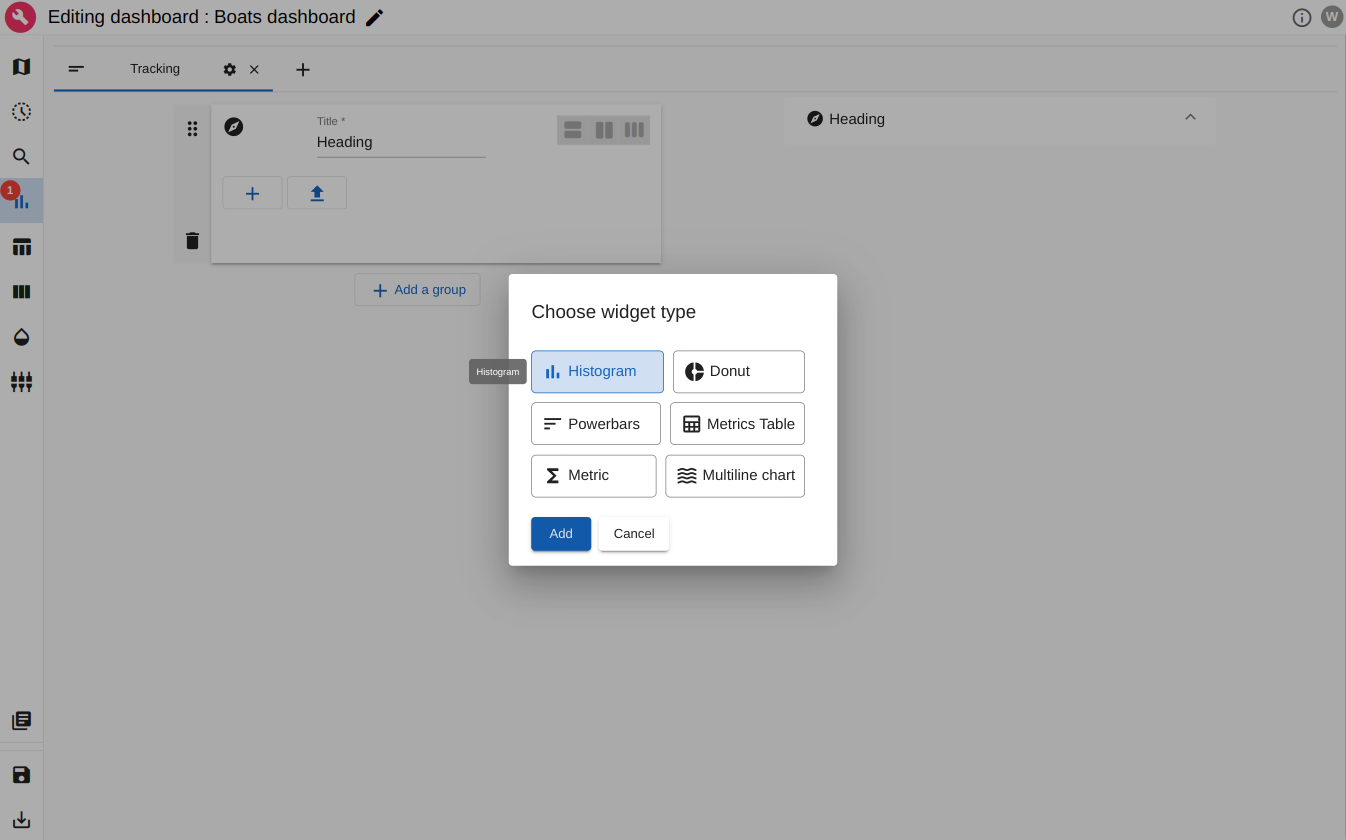 Editing dashboard : Boats dashboard
W
Tracking
1
Title *
Heading
Heading
Add a group
Choose widget type
Histogram
Histogram
Donut
Powerbars
Metrics Table
Metric
Multiline chart
Add
Cancel